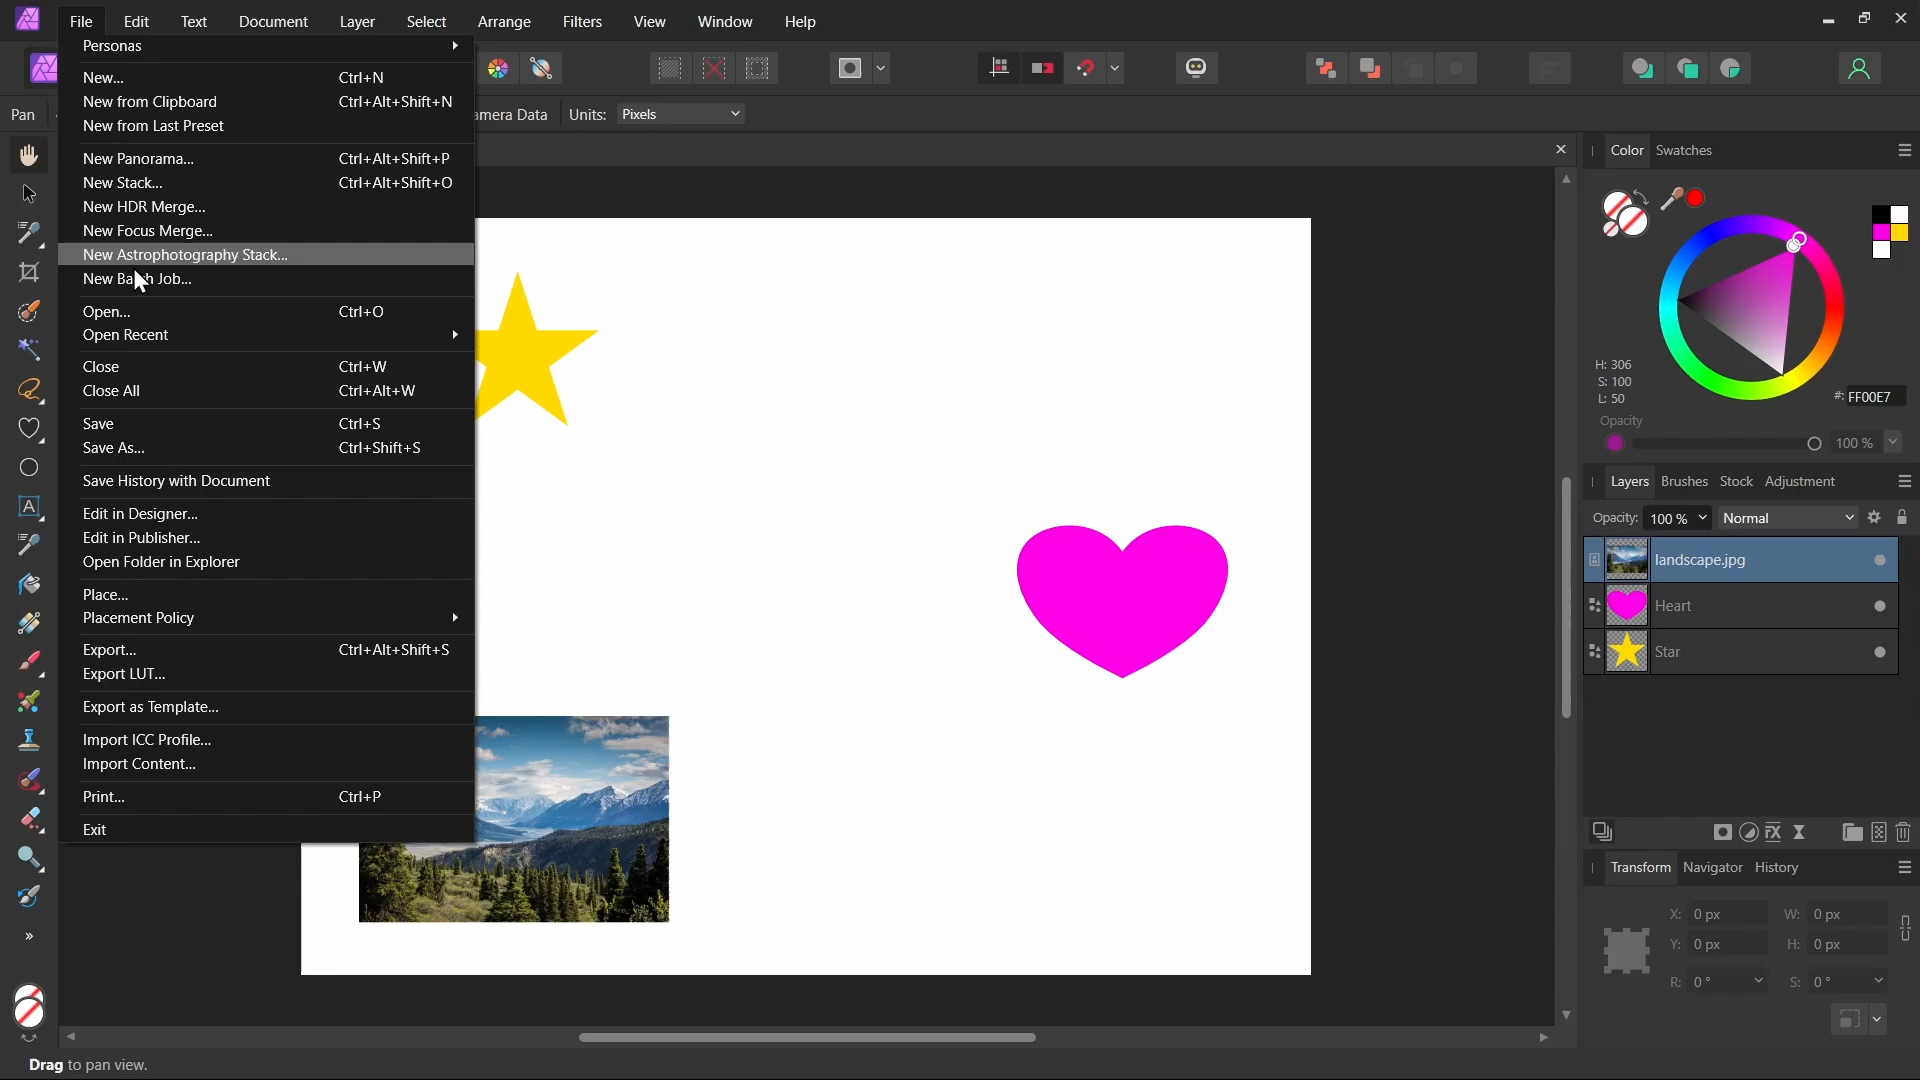 File Edit Text Document Layer Select Arrange Filters View Window Help
Personas
New... Ctrl+N
New from Clipboard Ctrl+Alt+Shift+N
New from Last Preset
New Panorama... Ctrl+Alt+Shift+P
New Stack... Ctrl+Alt+Shift+O
New HDR Merge...
New Focus Merge...
New Astrophotography Stack...
New Job...
Open... Ctrl+O
Open Recent
Close Ctrl+W
Close All Ctrl+Alt+W
Save Ctrl+S
Save As... Ctrl+Shift+S
Save History with Document
Edit in Designer...
Edit in Publisher...
Open Folder in Explorer
Place...
Placement Policy
Export... Ctrl+Alt+Shift+S
Export LUT...
Export as Template...
Import ICC Profile...
Import Content...
Print... Ctrl+P
Exit
Pan
amera Data Units: Pixels
Color Swatches
H: 306
S: 100
L: 50
#: FF00E7
Opacity
100 %
Layers Brushes Stock Adjustment
Opacity: 100 % Normal
landscape.jpg
Heart
Star
Transform Navigator History
X: 0 px W: 0 px
Y: 0 px H: 0 px
R: 0 ° S: 0 °
Drag to pan view.